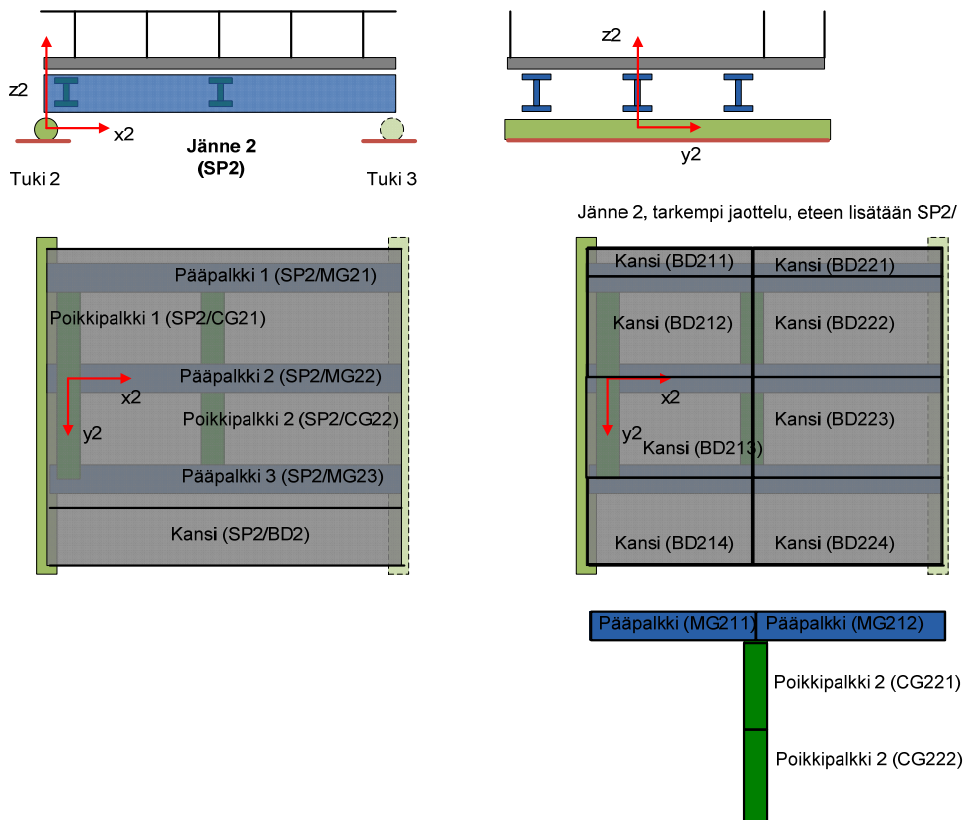 z2
x2
Jänne 2
(SP2)
Tuki 2
Tuki 3
z2
y2
Jänne 2, tarkempi jaottelu, eteen lisätään SP2/
Pääpalkki 1 (SP2/MG21)
Poikkipalkki 1 (SP2/CG21)
Pääpalkki 2 (SP2/MG22)
x2
Poikkipalkki 2 (SP2/CG22)
y2
Pääpalkki 3 (SP2/MG23)
Kansi (SP2/BD2)
Kansi (BD211)
Kansi (BD221)
Kansi (BD212)
Kansi (BD222)
x2
Kansi (BD223)
y2
Kansi (BD213)
Kansi (BD214)
Kansi (BD224)
Pääpalkki (MG211)
Pääpalkki (MG212)
Poikkipalkki 2 (CG221)
Poikkipalkki 2 (CG222)